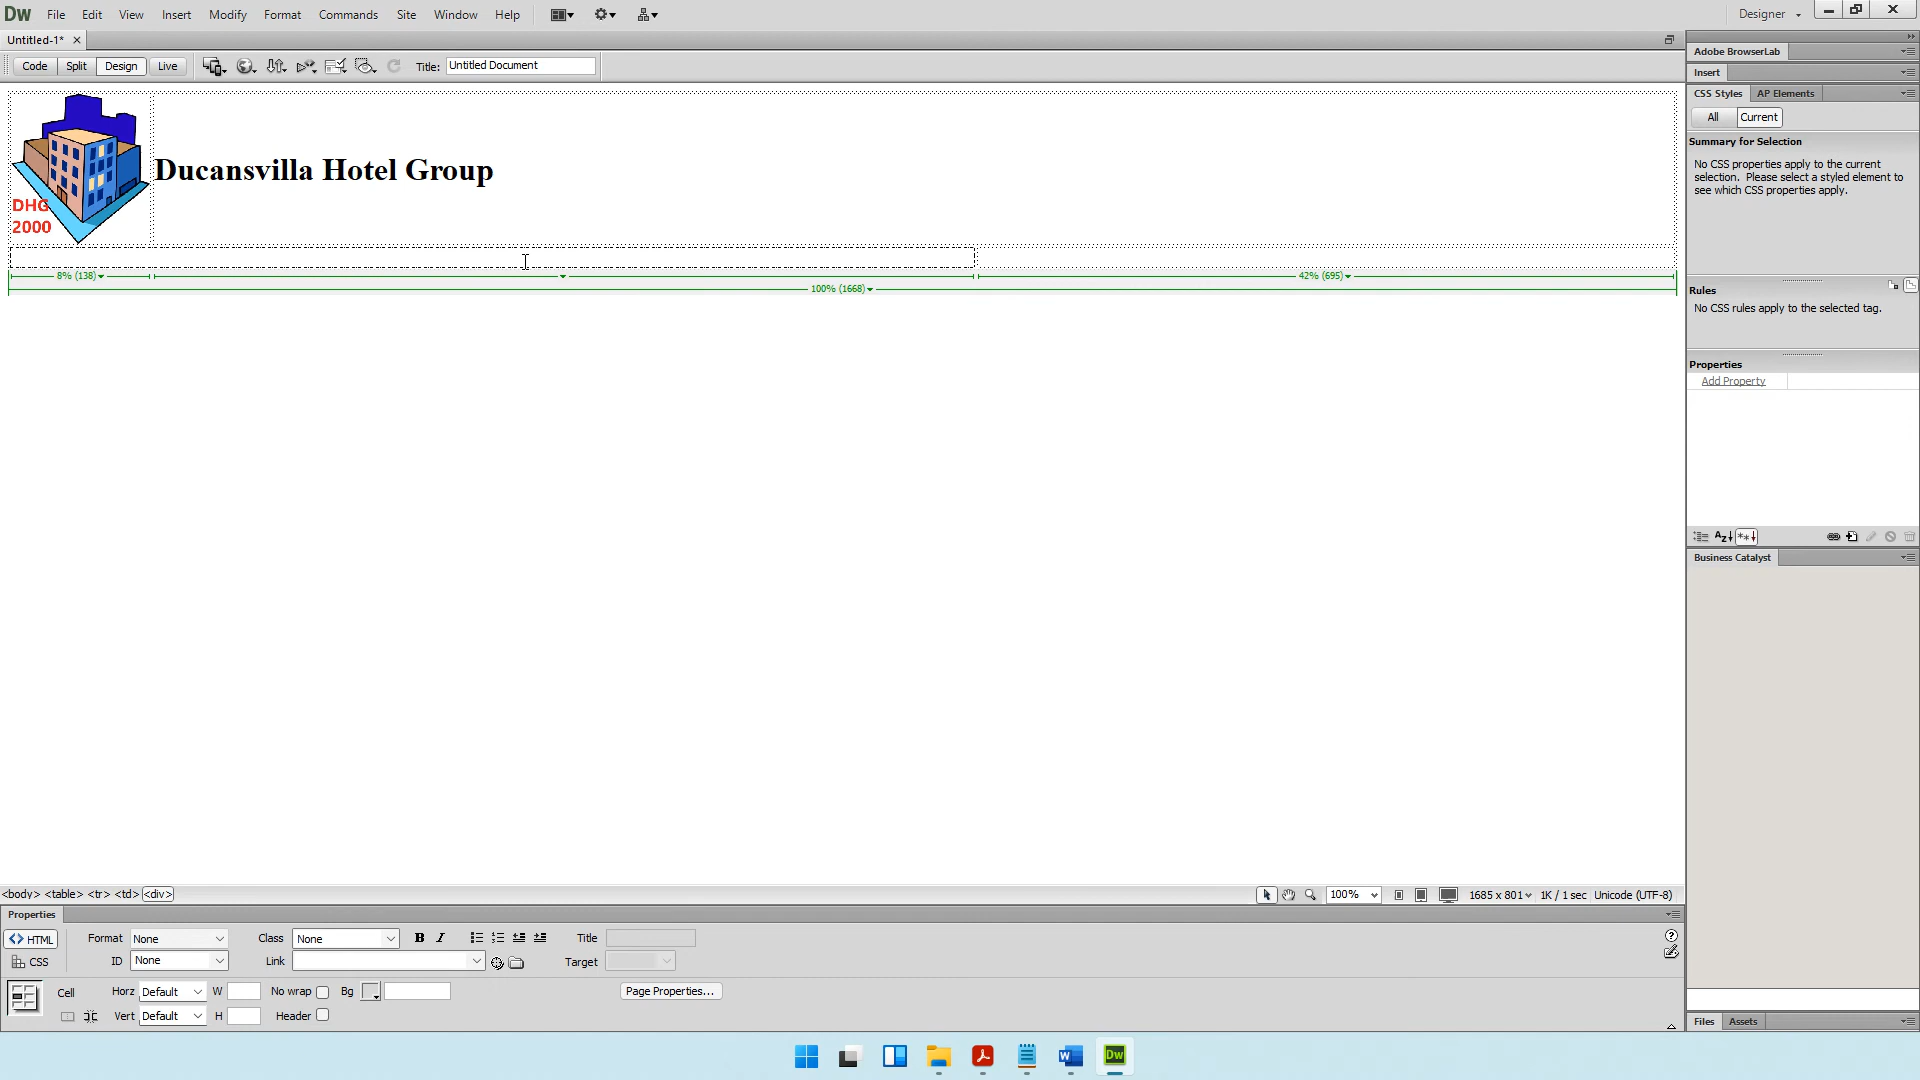 Dw File Edit View Insert Modify Format Commands Site Window Help Designer
Untitled-1*
Code Split Design Live Title: Untitled Document
Adobe BrowserLab
Insert
CSS Styles AP Elements
All Current
Summary for Selection
No CSS properties apply to the current
selection. Please select a styled element to
see which CSS properties apply.
DHG
2000
Ducansvilla Hotel Group
8% (138) 42% (695)
100% (1668)
Rules
No CSS rules apply to the selected tag.
Properties
Add Property
Business Catalyst
<body> <table> <tr> <td> <div> 100% 1685 x 801 1K / 1 sec Unicode (UTF-8)
Properties
HTML Format None Class None B I Title
CSS ID None Link Target
Cell Horz Default W No wrap Bg Page Properties...
Vert Default H Header
Files Assets
Dw